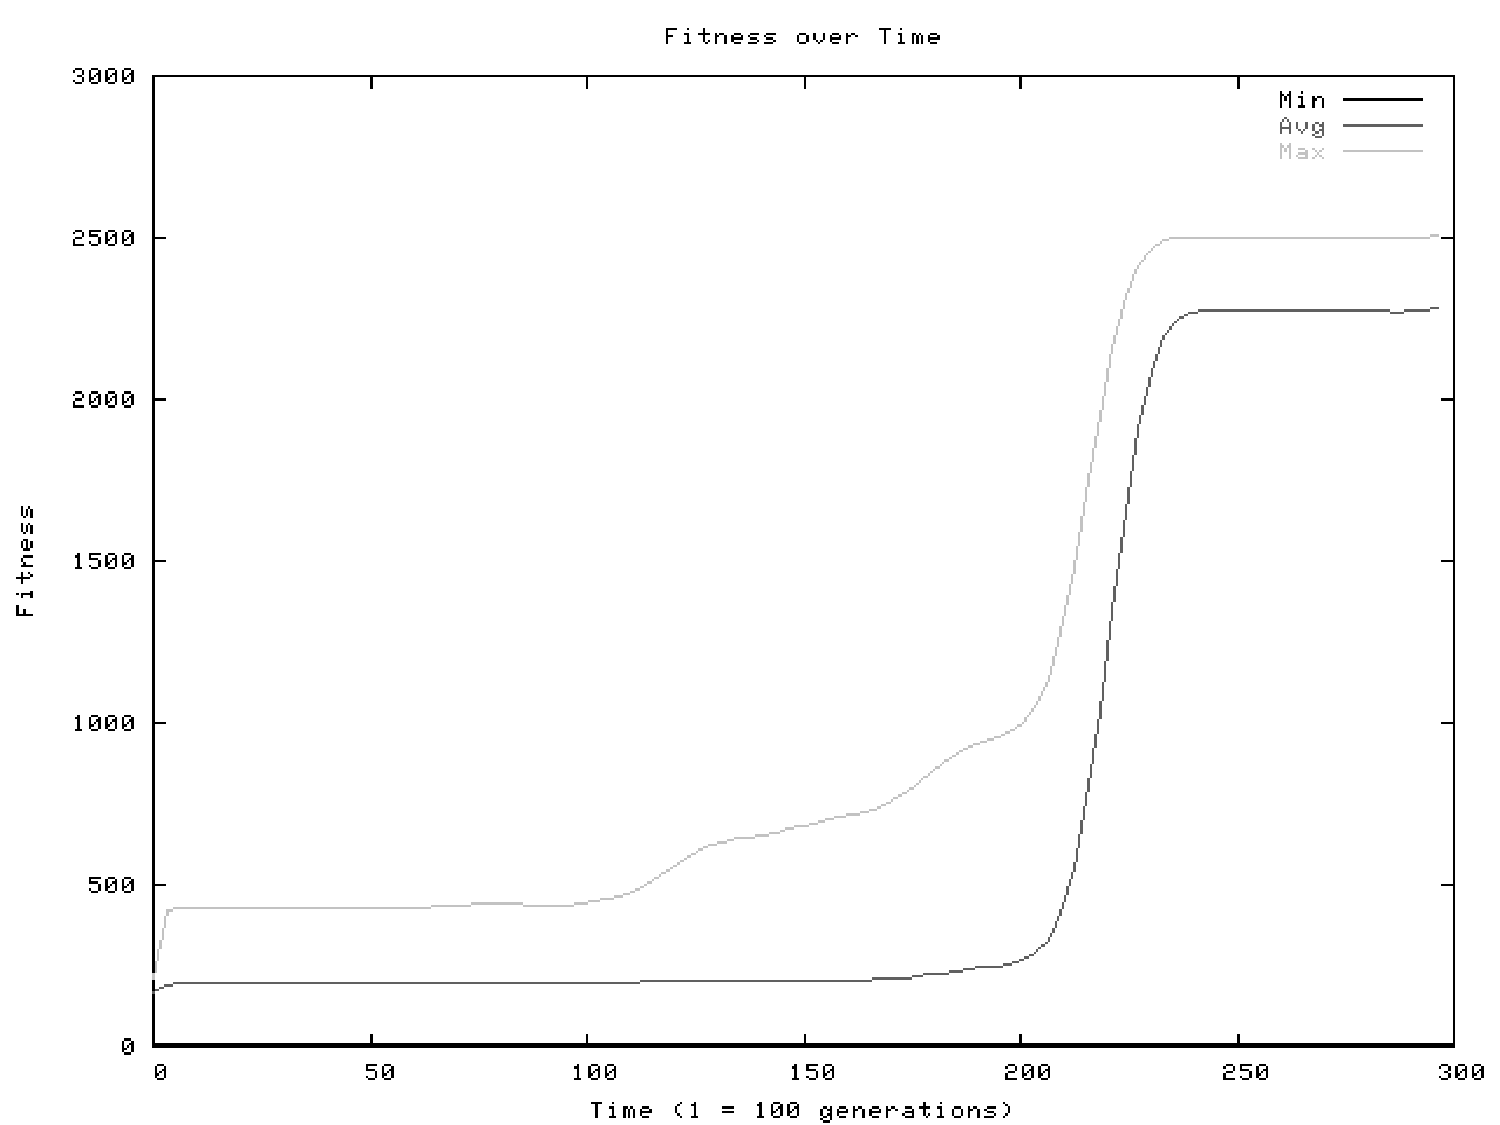 Fitness over Time
3000
2500
2000
1500
1000
500
0
Fitness
Min
Avg
Max
0 50 100 150 200 250 300
Time (1 = 100 generations)